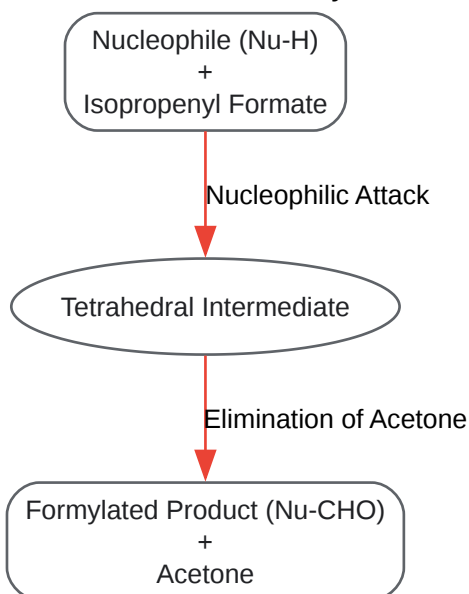 Nucleophile (Nu-H)
+
Isopropenyl Formate
Nucleophilic Attack
Tetrahedral Intermediate
Elimination of Acetone
Formylated Product (Nu-CHO)
+
Acetone